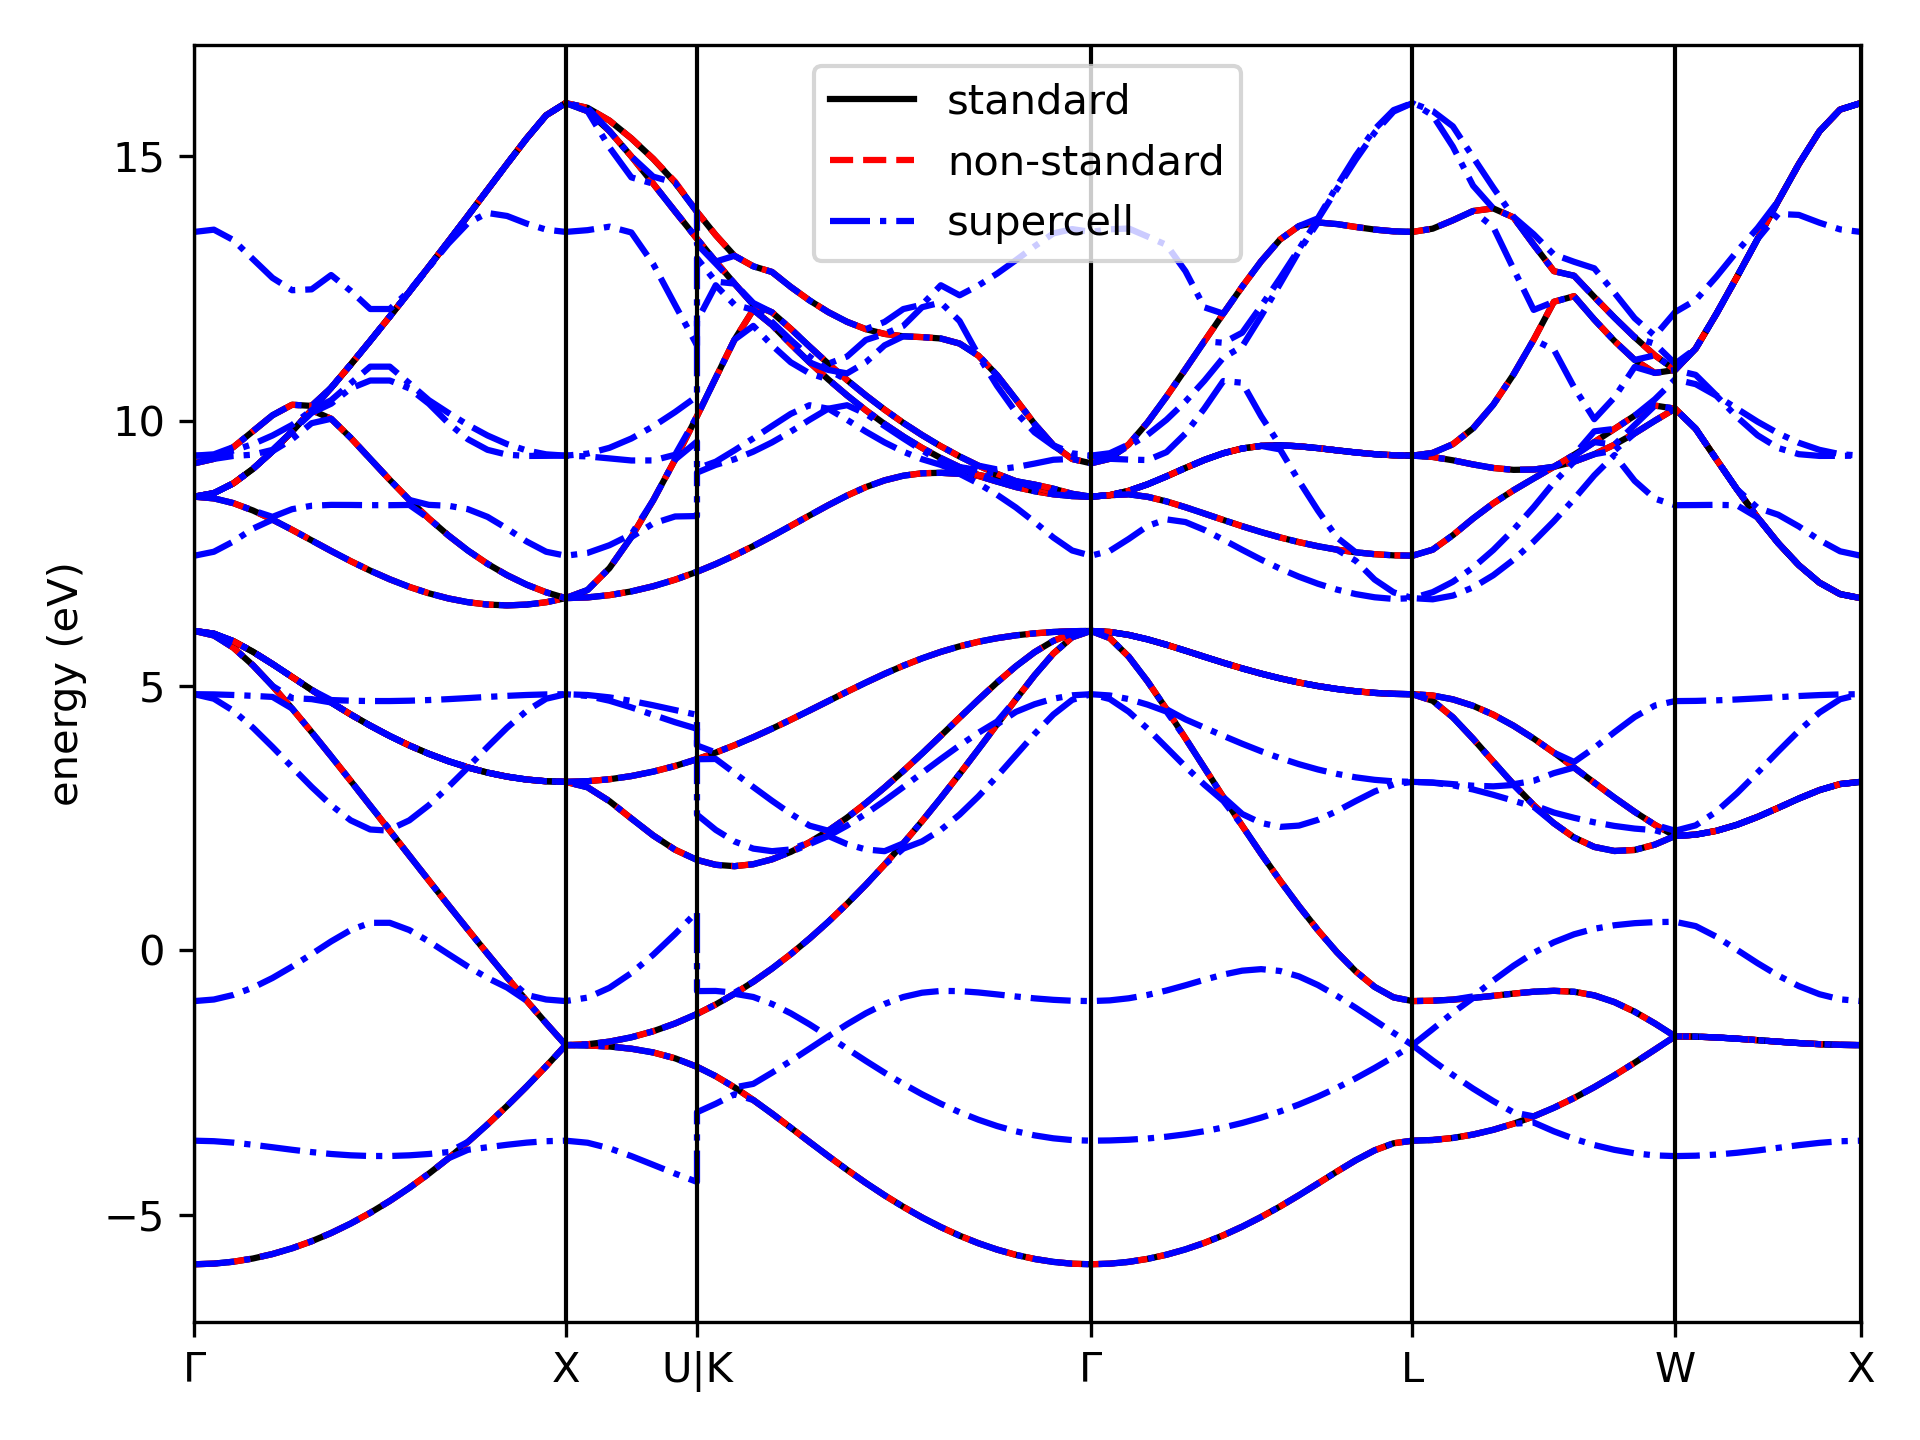 standard
non-standard
supercell
15
10
5
0
−5
energy (eV)
Γ X U|K Γ L W X